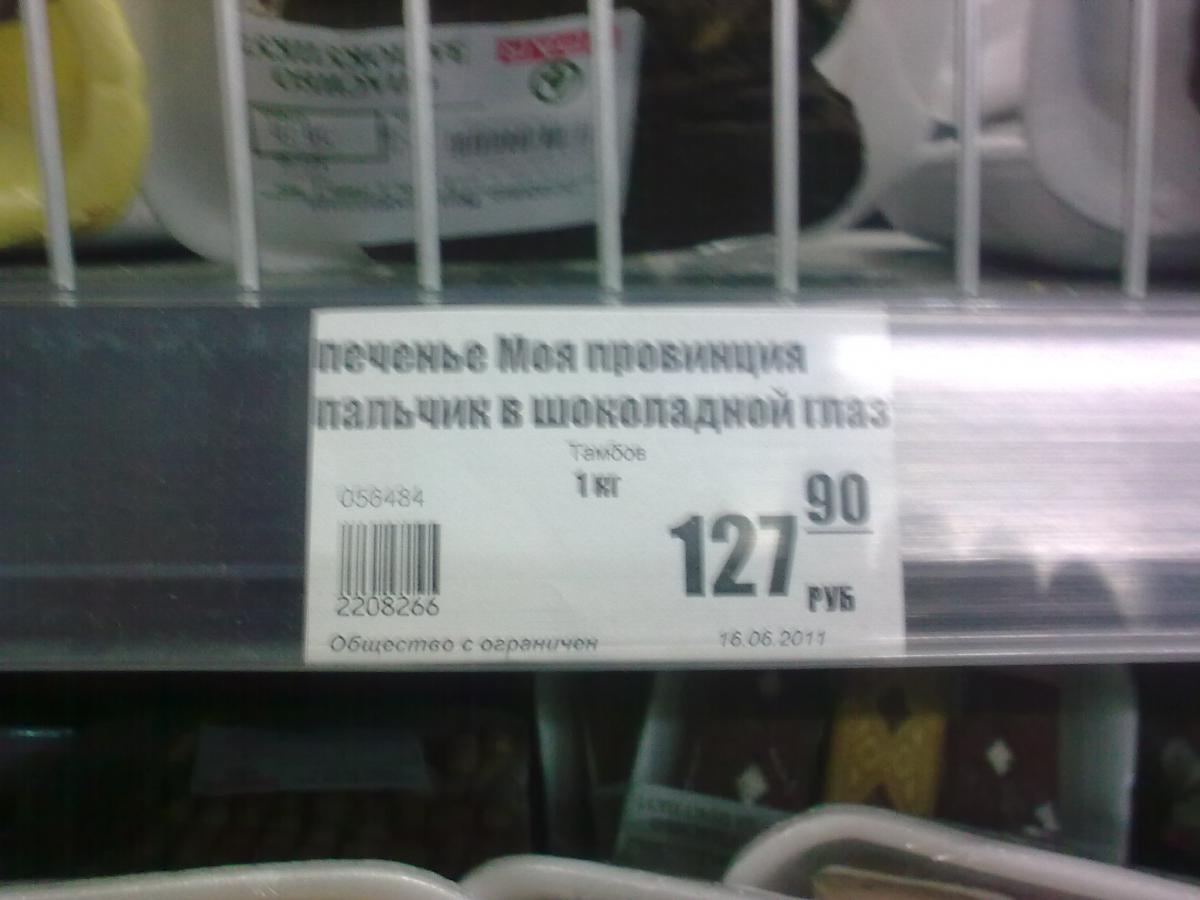 печенье Моя провинция
пальчик в шоколадной глаз
Тамбов
1 кг
056484
127 90
РУБ
2208266
Общество с ограничен
16.06.2011